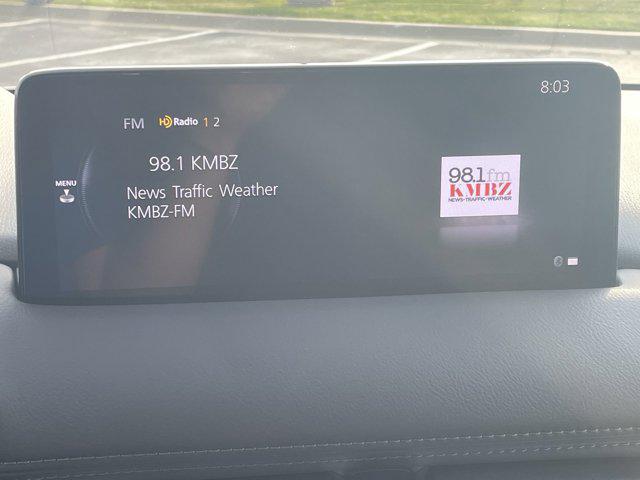 8:03
FM HD Radio 1 2
98.1 KMBZ
MENU
News Traffic Weather
KMBZ-FM
98.1fm
KMBZ
NEWS•TRAFFIC•WEATHER